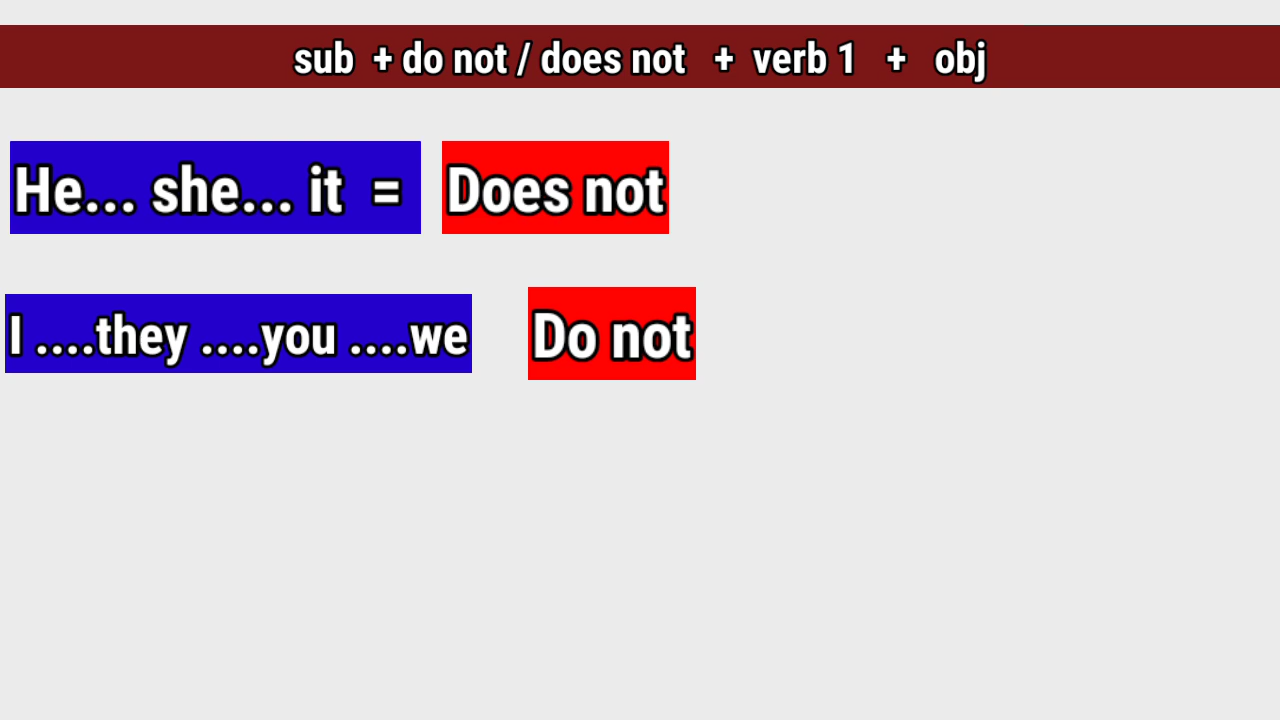 sub + do not / does not + verb 1 + obj
He... she... it = Does not
I ....they ....you ....we Do not